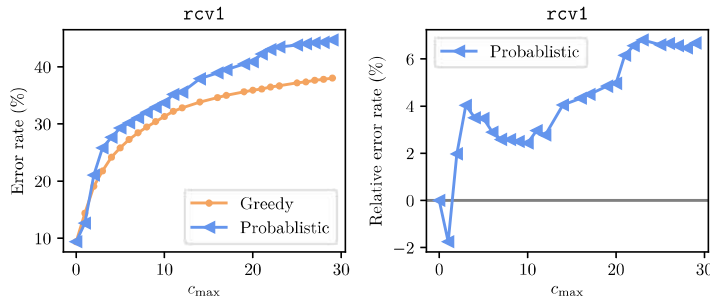 rcv1
Error rate (%)
40
30
20
10
0
10
20
30
c_max
Greedy
Probablistic
rcv1
Relative error rate (%)
6
4
2
0
−2
0
10
20
30
c_max
Probablistic